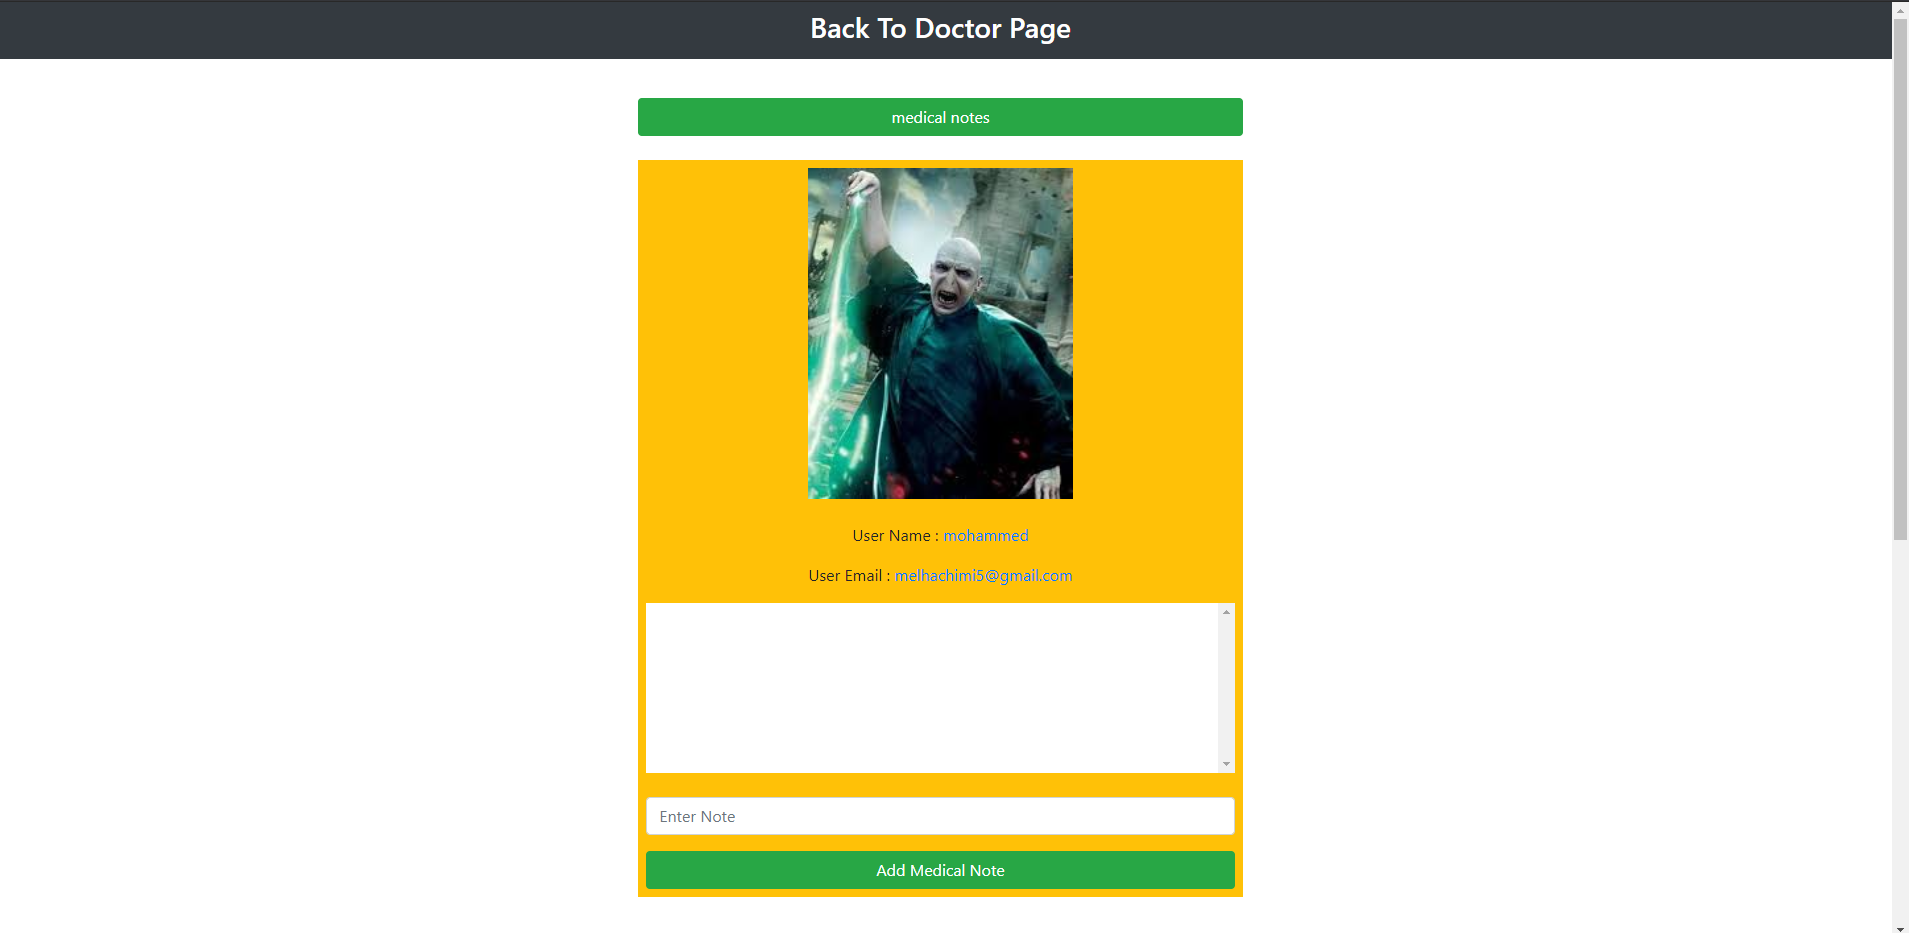 Back To Doctor Page
medical notes
User Name : mohammed
User Email : melhachimi5@gmail.com
Enter Note
Add Medical Note